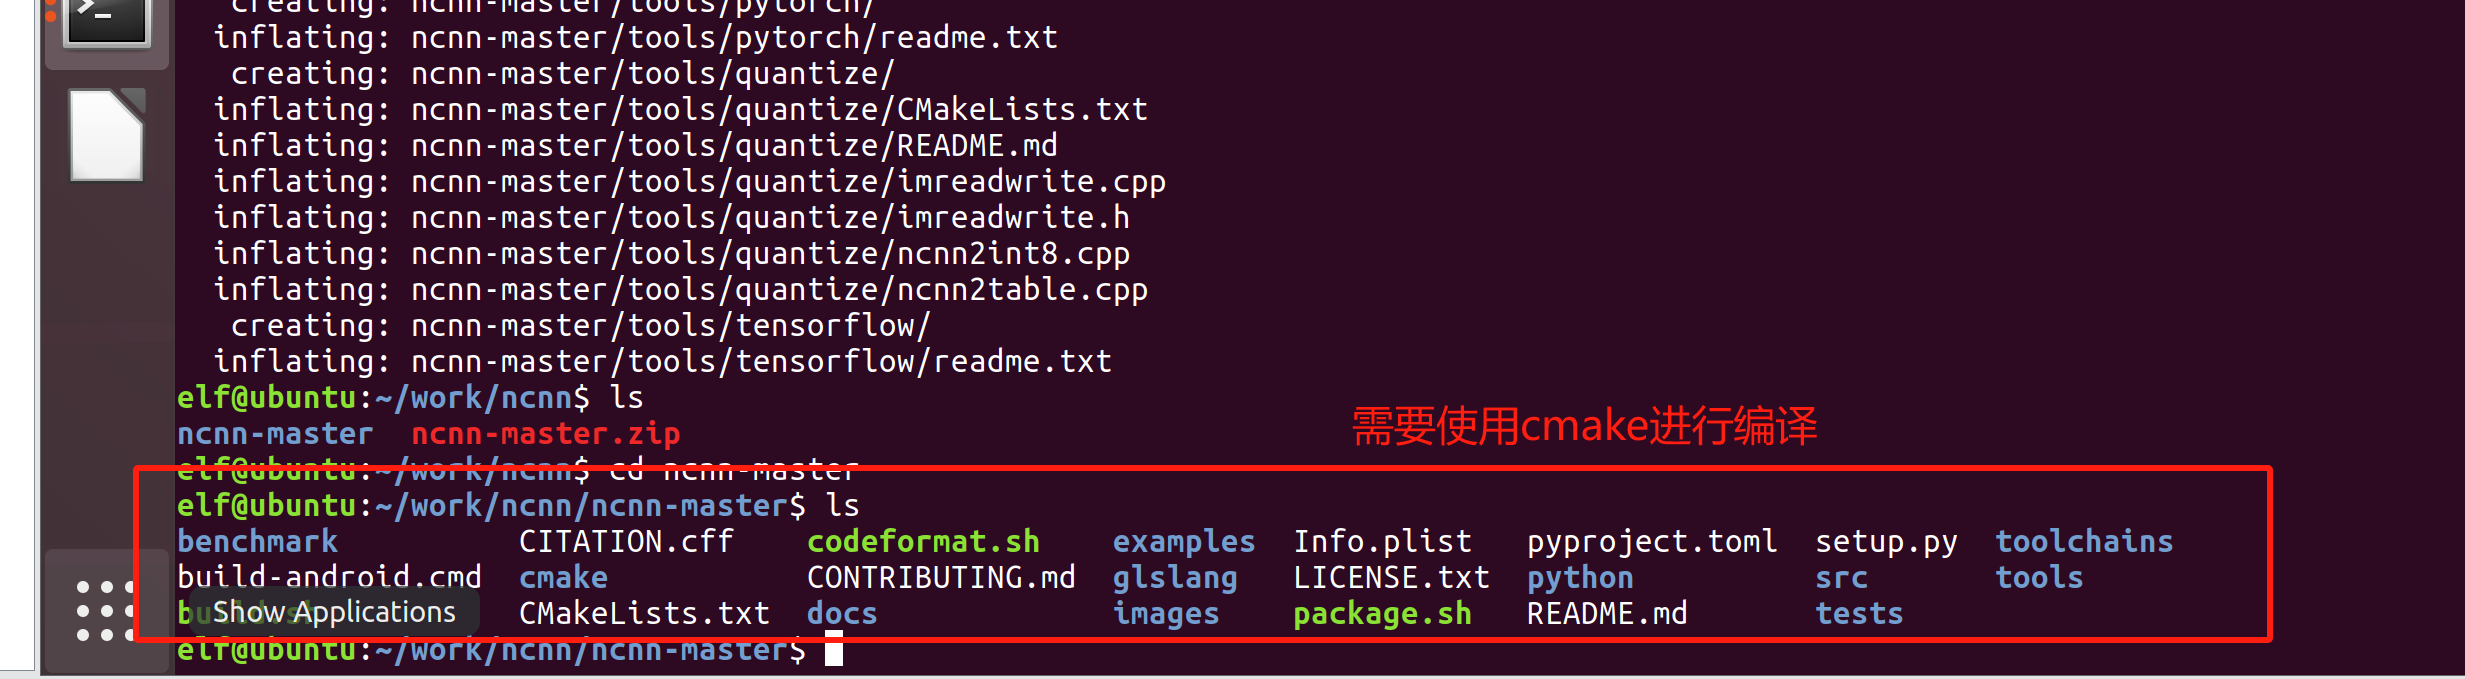 creating: ncnn-master/tools/pytorch/
inflating: ncnn-master/tools/pytorch/readme.txt
creating: ncnn-master/tools/quantize/
inflating: ncnn-master/tools/quantize/CMakeLists.txt
inflating: ncnn-master/tools/quantize/README.md
inflating: ncnn-master/tools/quantize/imreadwrite.cpp
inflating: ncnn-master/tools/quantize/imreadwrite.h
inflating: ncnn-master/tools/quantize/ncnn2int8.cpp
inflating: ncnn-master/tools/quantize/ncnn2table.cpp
creating: ncnn-master/tools/tensorflow/
inflating: ncnn-master/tools/tensorflow/readme.txt
elf@ubuntu:~/work/ncnn$ ls
需要使用cmake进行编译
ncnn-master ncnn-master.zip
elf@ubuntu:~/work/ncnn$ cd ncnn-master
elf@ubuntu:~/work/ncnn/ncnn-master$ ls
benchmark CITATION.cff codeformat.sh examples Info.plist pyproject.toml setup.py toolchains
build-android.cmd cmake CONTRIBUTING.md glslang LICENSE.txt python src tools
build.sh CMakeLists.txt docs images package.sh README.md tests
Show Applications
elf@ubuntu:~/work/ncnn/ncnn-master$